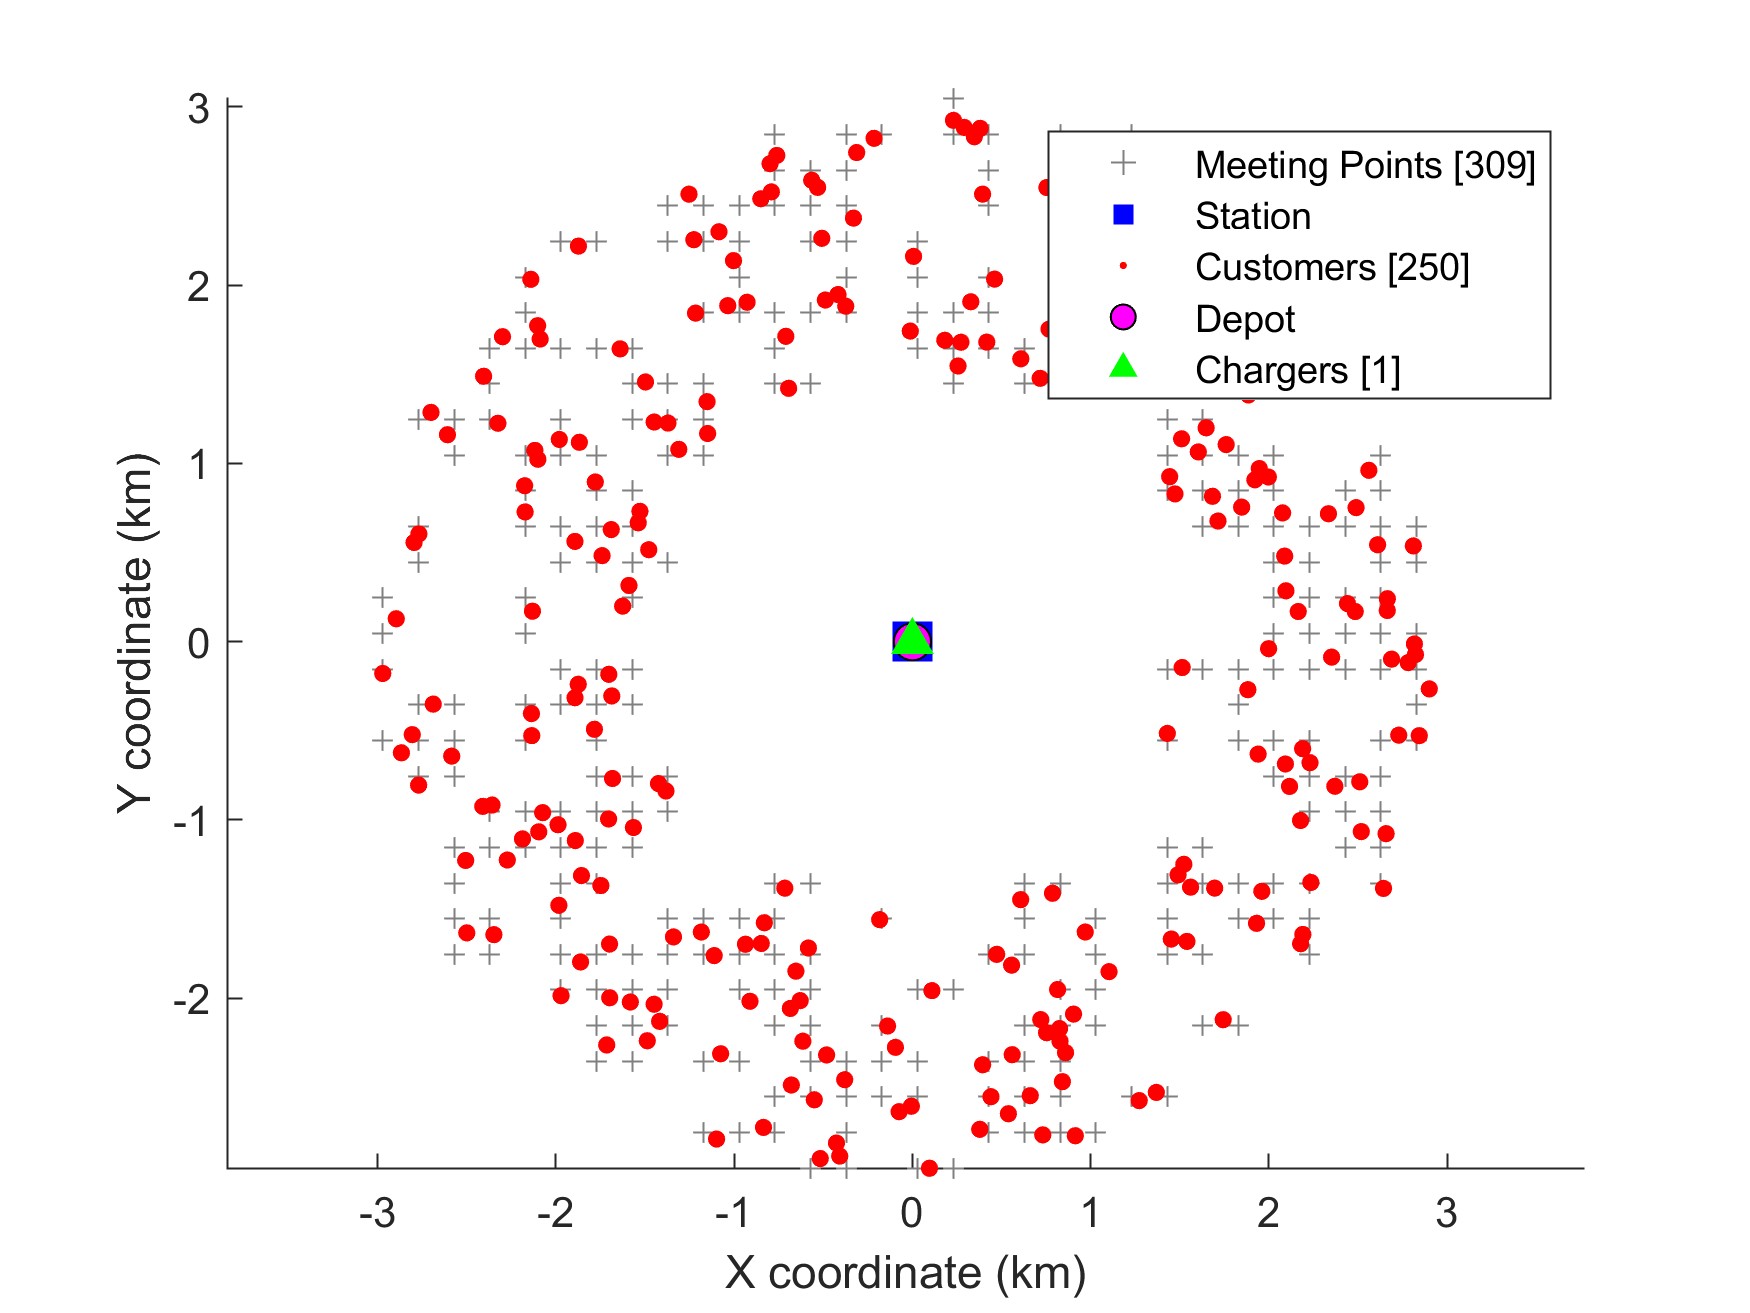 3
2
1
0
-1
-2
Y coordinate (km)
Meeting Points [309]
Station
Customers [250]
Depot
Chargers [1]
-3
-2
-1
0
1
2
3
X coordinate (km)